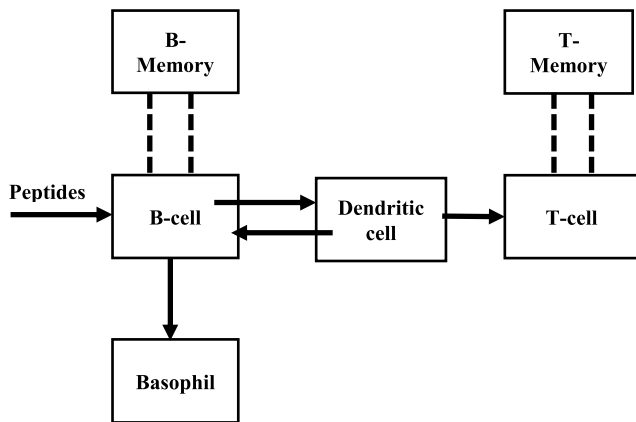 B-
Memory
T-
Memory
Peptides
B-cell
Dendritic
cell
T-cell
Basophil